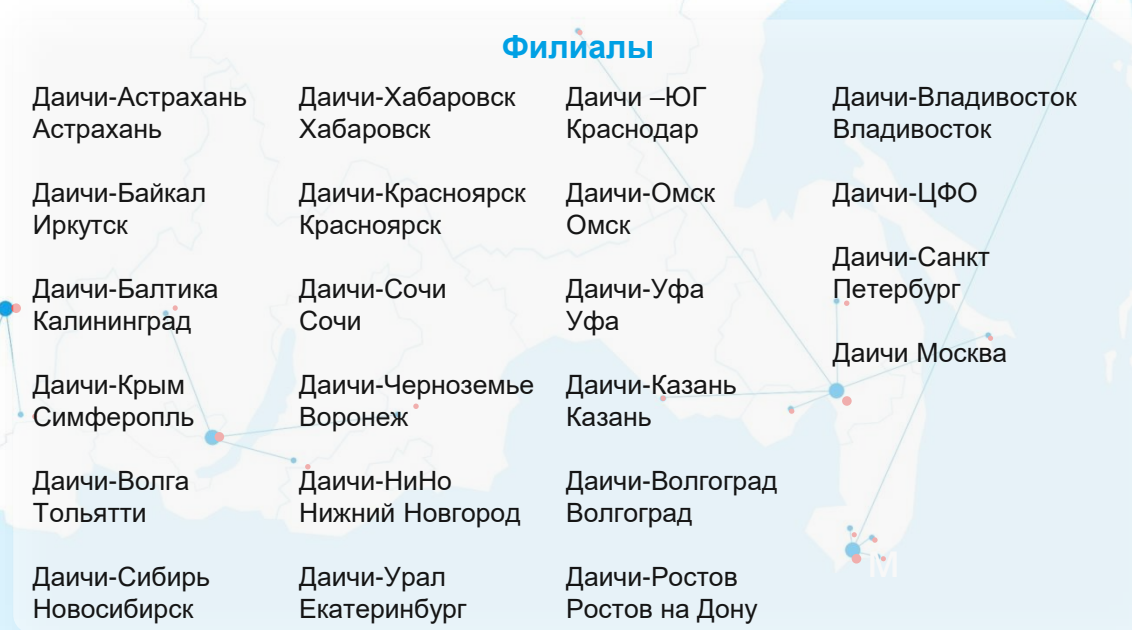 Филиалы
Даичи-Астрахань
Астрахань
Даичи-Байкал
Иркутск
Даичи-Балтика
Калининград
Даичи-Крым
Симферопль
Даичи-Волга
Тольятти
Даичи-Сибирь
Новосибирск
Даичи-Хабаровск
Хабаровск
Даичи-Красноярск
Красноярск
Даичи-Сочи
Сочи
Даичи-Черноземье
Воронеж
Даичи-НиНо
Нижний Новгород
Даичи-Урал
Екатеринбург
Даичи –ЮГ
Краснодар
Даичи-Омск
Омск
Даичи-Уфа
Уфа
Даичи-Казань
Казань
Даичи-Волгоград
Волгоград
Даичи-Ростов
Ростов на Дону
Даичи-Владивосток
Владивосток
Даичи-ЦФО
Даичи-Санкт
Петербург
Даичи Москва
М